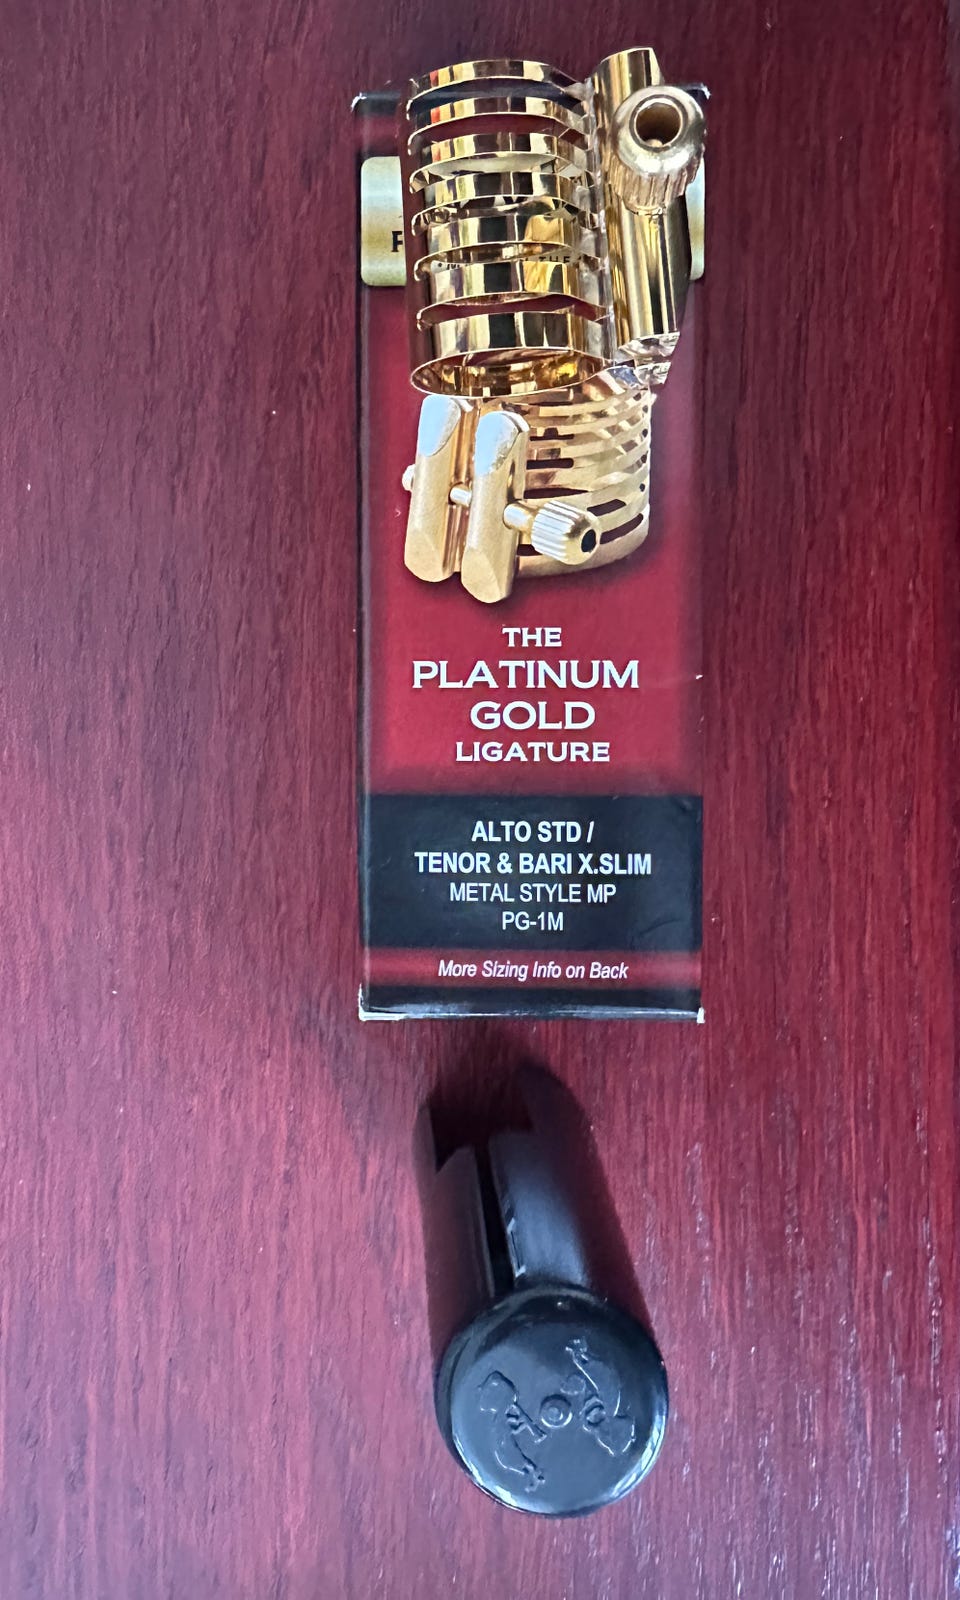 THE
PLATINUM
GOLD
LIGATURE
ALTO STD /
TENOR & BARI X.SLIM
METAL STYLE MP
PG-1M
More Sizing Info on Back